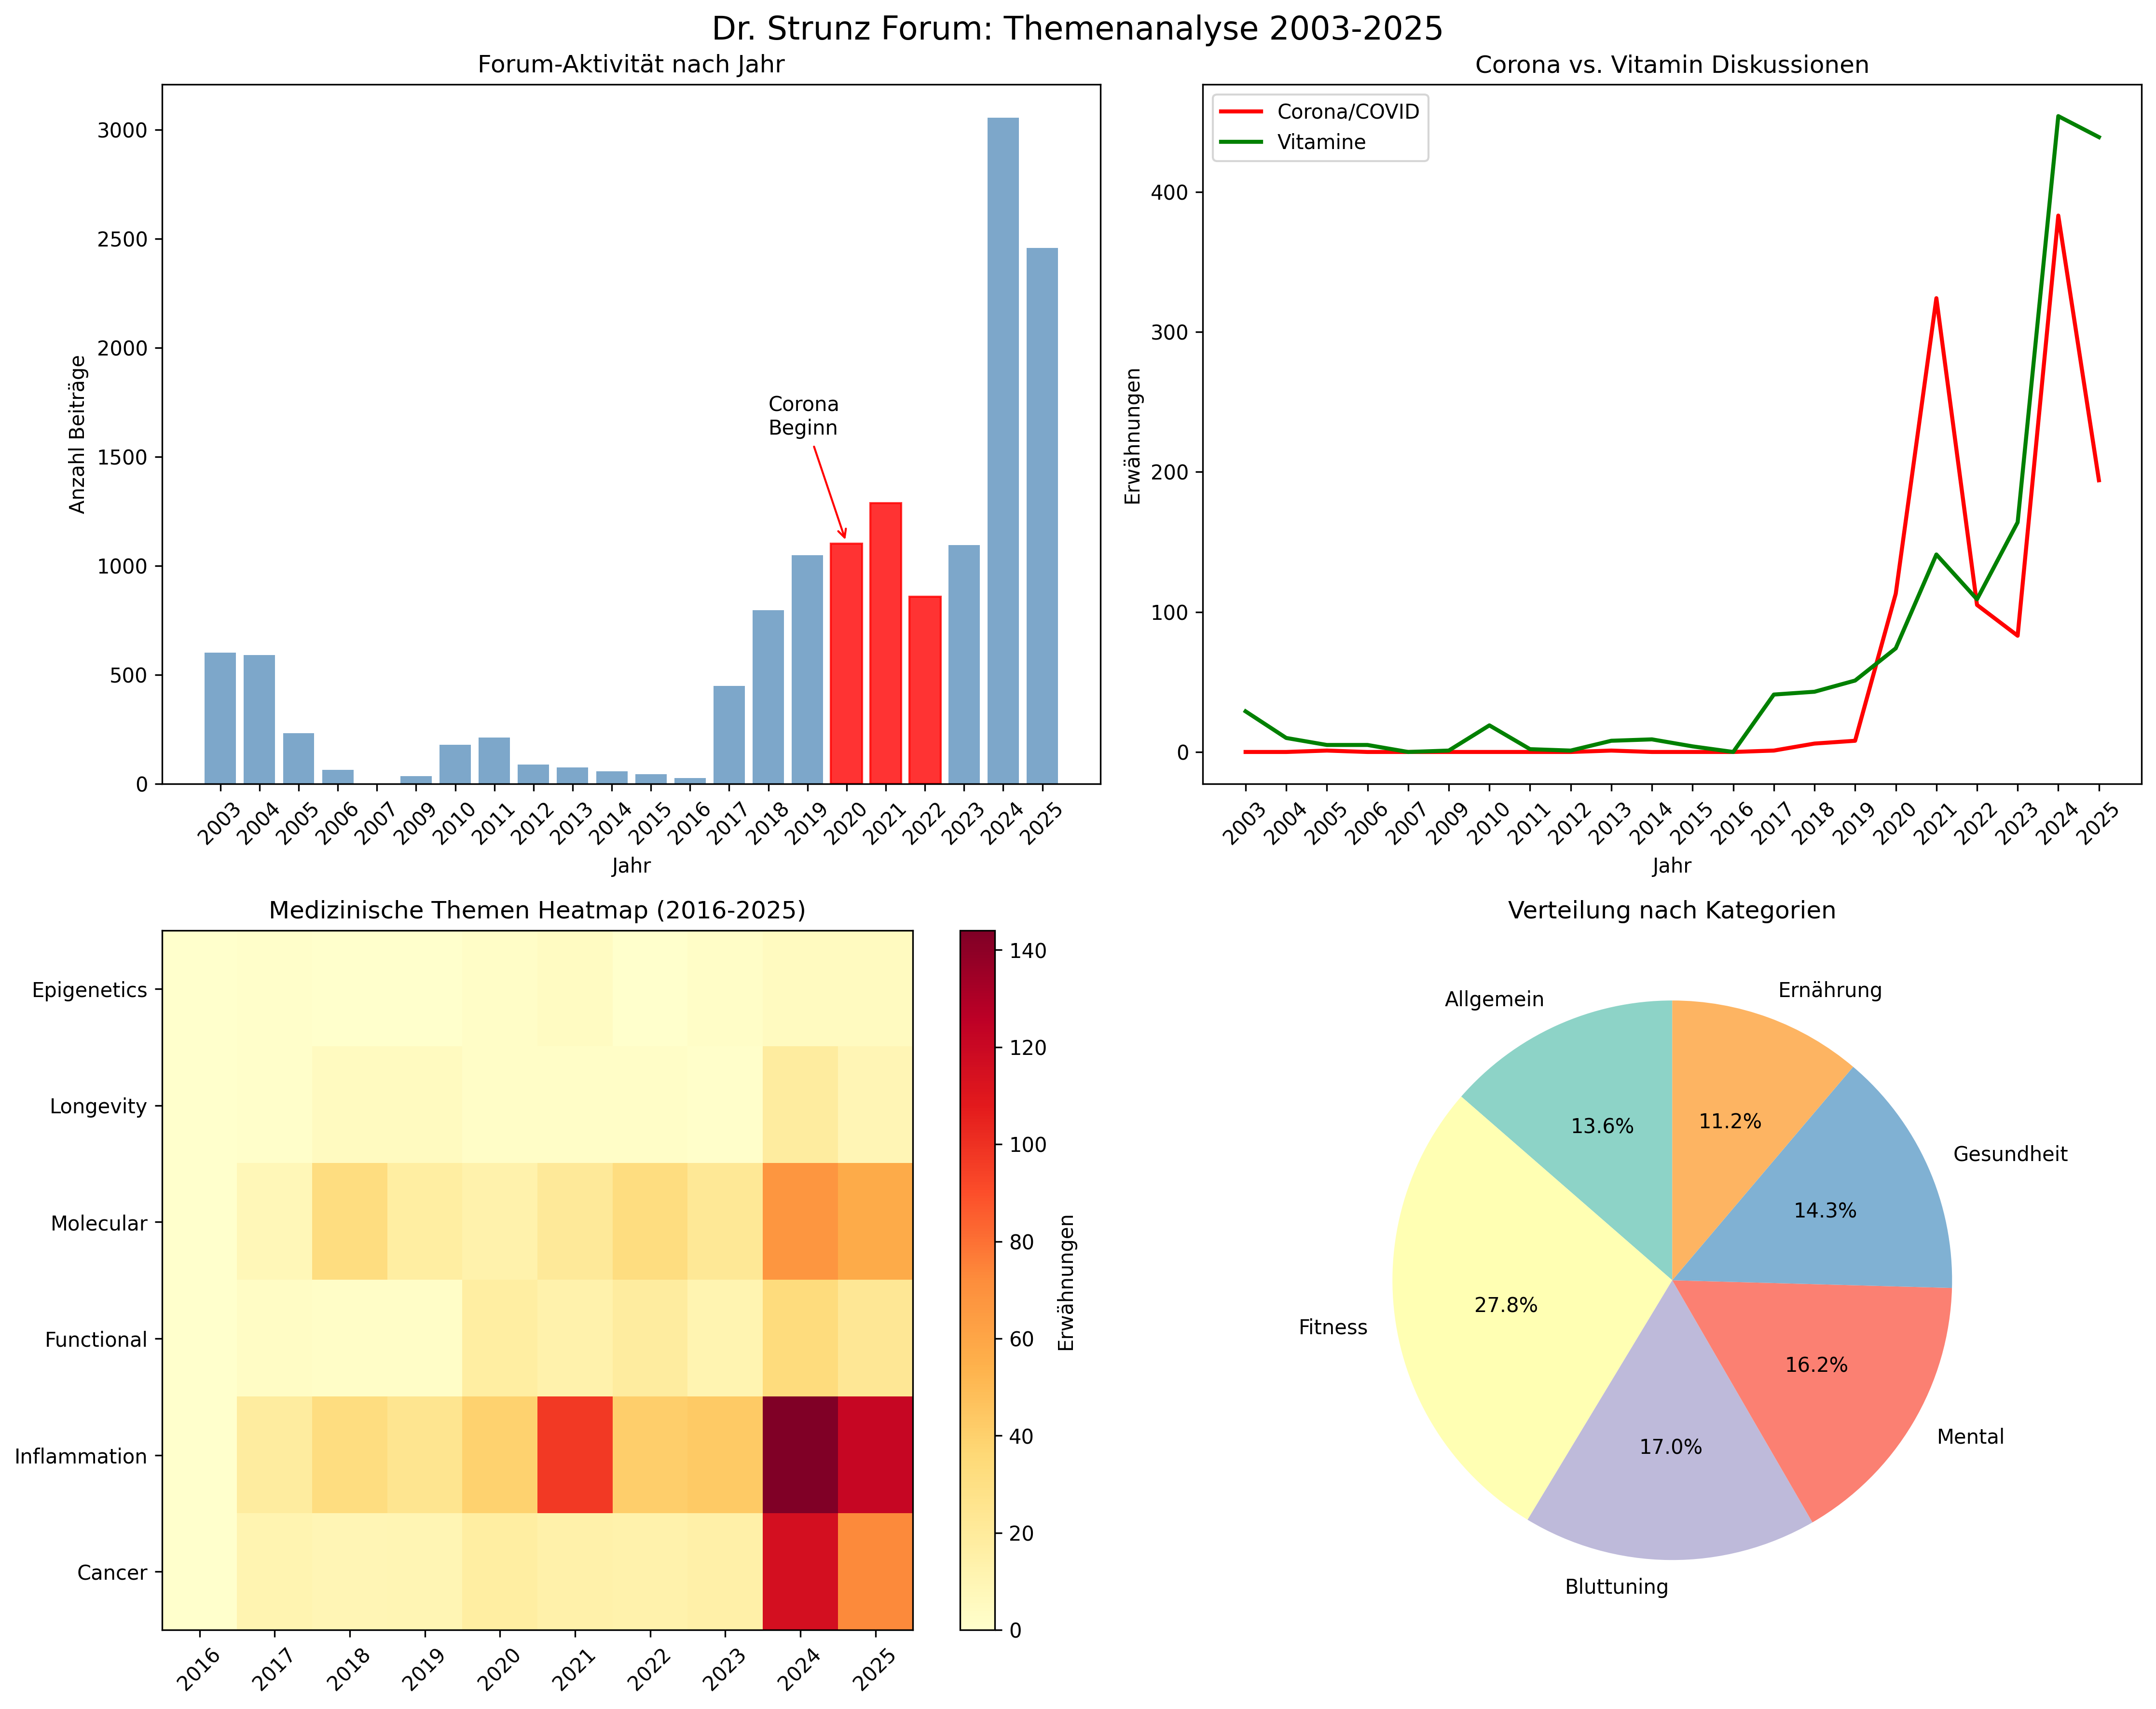 Dr. Strunz Forum: Themenanalyse 2003-2025
Forum-Aktivität nach Jahr
Anzahl Beiträge
3000
2500
2000
1500
1000
500
0
Corona
Beginn
2003 2004 2005 2006 2007 2009 2010 2011 2012 2013 2014 2015 2016 2017 2018 2019 2020 2021 2022 2023 2024 2025
Jahr
Corona vs. Vitamin Diskussionen
Corona/COVID
Vitamine
Erwähnungen
400
300
200
100
0
2003 2004 2005 2006 2007 2009 2010 2011 2012 2013 2014 2015 2016 2017 2018 2019 2020 2021 2022 2023 2024 2025
Jahr
Medizinische Themen Heatmap (2016-2025)
Epigenetics
Longevity
Molecular
Functional
Inflammation
Cancer
2016 2017 2018 2019 2020 2021 2022 2023 2024 2025
140
120
100
80
60
40
20
0
Erwähnungen
Verteilung nach Kategorien
Allgemein
13.6%
Ernährung
11.2%
Gesundheit
14.3%
Fitness
27.8%
Mental
16.2%
Bluttuning
17.0%